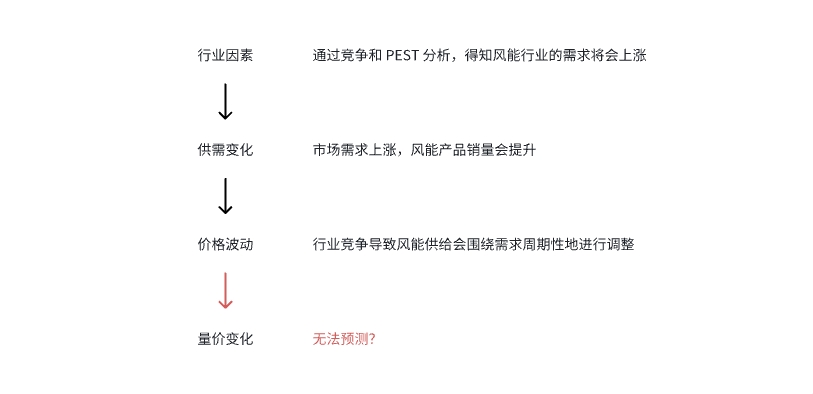 行业因素 通过竞争和 PEST 分析，得知风能行业的需求将会上涨
供需变化 市场需求上涨，风能产品销量会提升
价格波动 行业竞争导致风能供给会围绕需求周期性地进行调整
量价变化 无法预测？